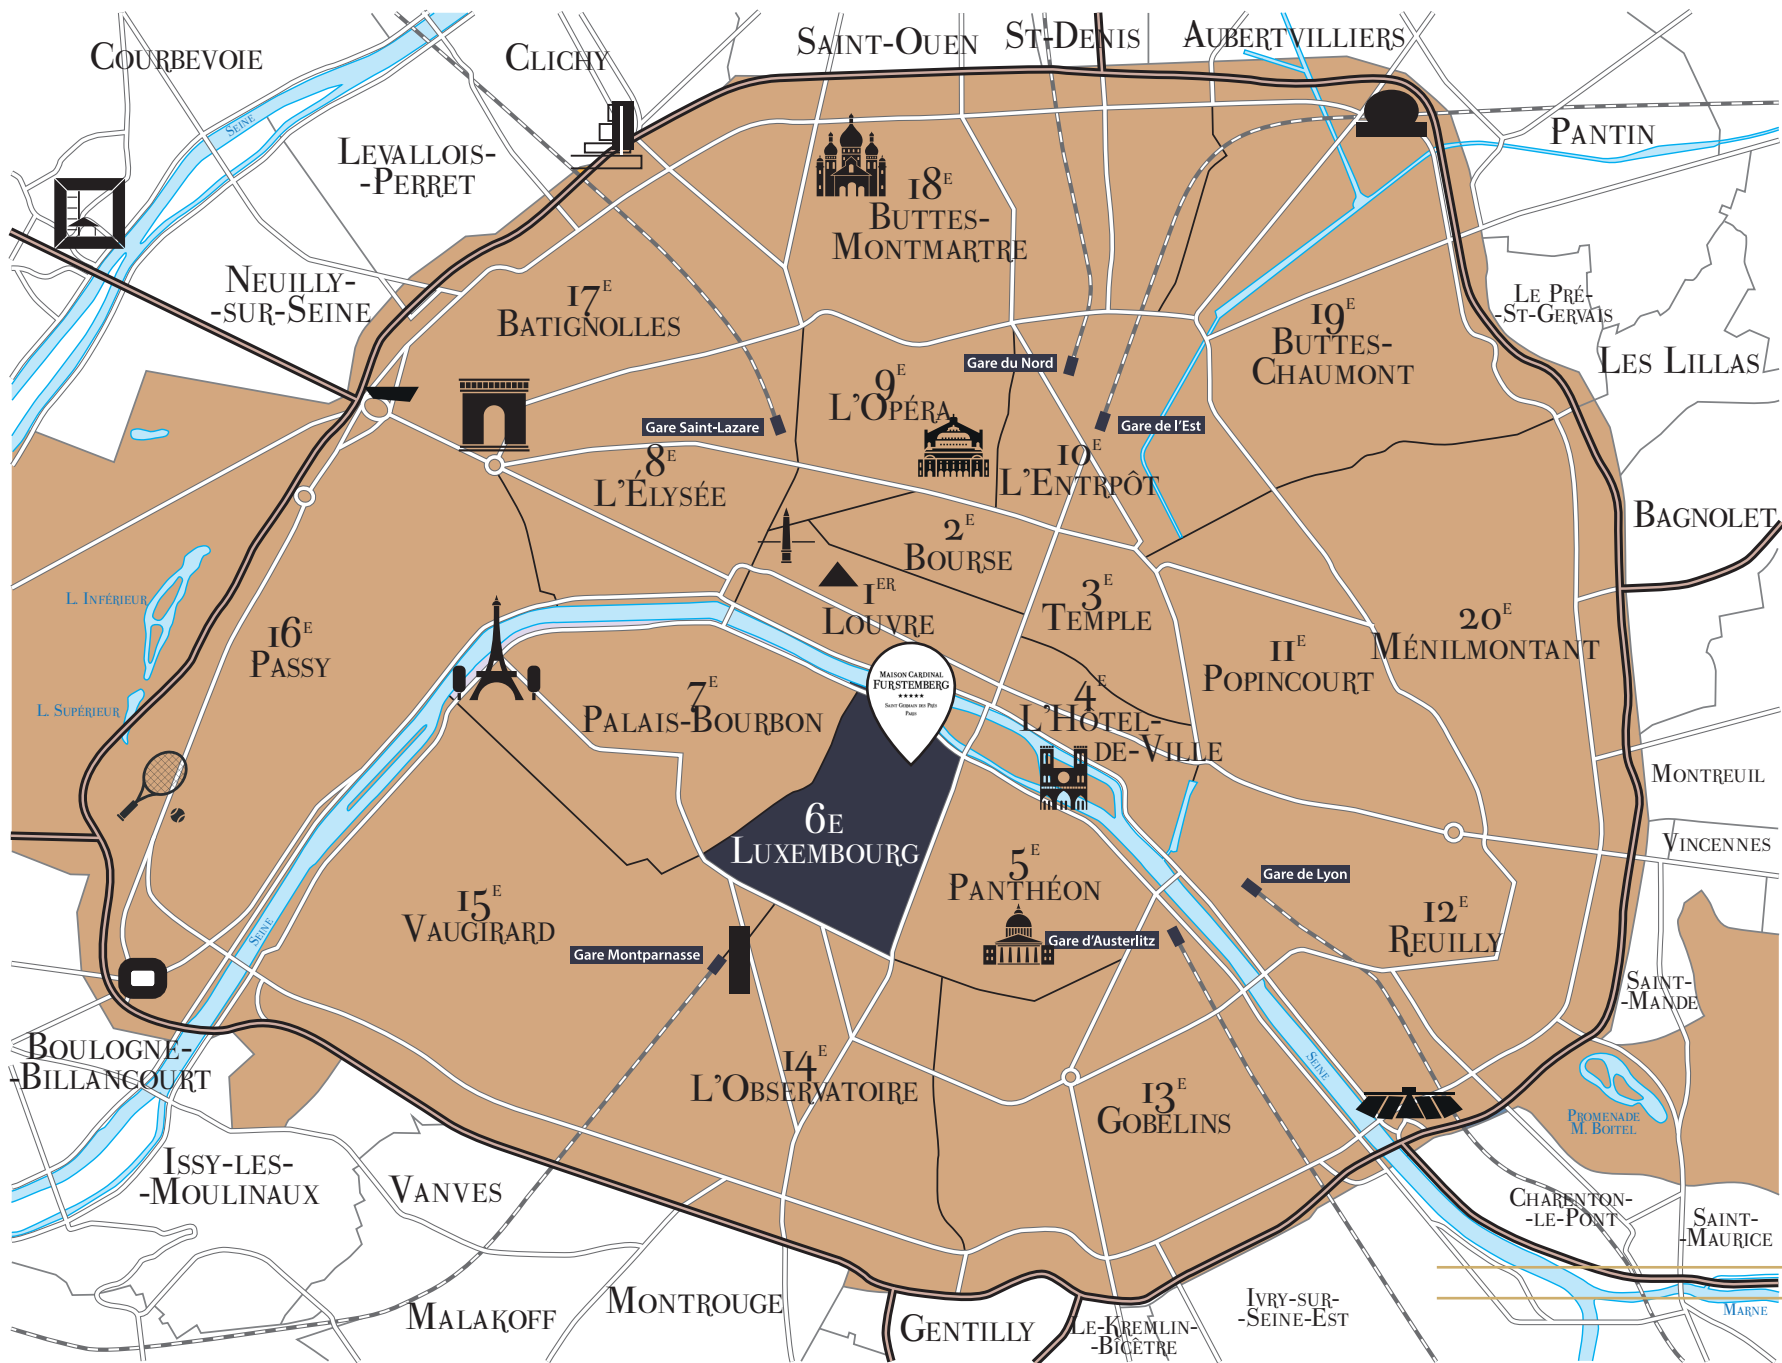 COURBEVOIE
CLICHY
SAINT-OUEN
ST-DENIS
AUBERTVILLIERS
SEINE
LEVALLOIS-
-PERRET
PANTIN
18E
BUTTES-
MONTMARTRE
NEUILLY-
-SUR-SEINE
17E
BATIGNOLLES
19E
BUTTES-
CHAUMONT
LE PRÉ-
-ST-GERVAIS
LES LILLAS
Gare du Nord
9E
L'OPÉRA
Gare Saint-Lazare
Gare de l'Est
8E
L'ÉLYSÉE
10E
L'ENTRPÔT
BAGNOLET
2E
BOURSE
L. INFÉRIEUR
1ER
LOUVRE
3E
TEMPLE
16E
PASSY
20E
MÉNILMONTANT
11E
POPINCOURT
MAISON CARDINAL
FURSTEMBERG
★★★★★
SAINT GERMAIN DES PRÉS
PARIS
L. SUPÉRIEUR
7E
PALAIS-BOURBON
4E
L'HÔTEL-
DE-VILLE
MONTREUIL
6E
LUXEMBOURG
VINCENNES
5E
PANTHÉON
Gare de Lyon
15E
VAUGIRARD
SEINE
12E
REUILLY
Gare Montparnasse
Gare d'Austerlitz
SAINT-
-MANDE
BOULOGNE-
-BILLANCOURT
14E
L'OBSERVATOIRE
SEINE
13E
GOBELINS
PROMENADE
M. BOITEL
ISSY-LES-
-MOULINAUX
VANVES
CHARENTON-
-LE-PONT
SAINT-
-MAURICE
MALAKOFF
MONTROUGE
GENTILLY
LE-KREMLIN-
-BICÊTRE
IVRY-SUR-
-SEINE-EST
MARNE